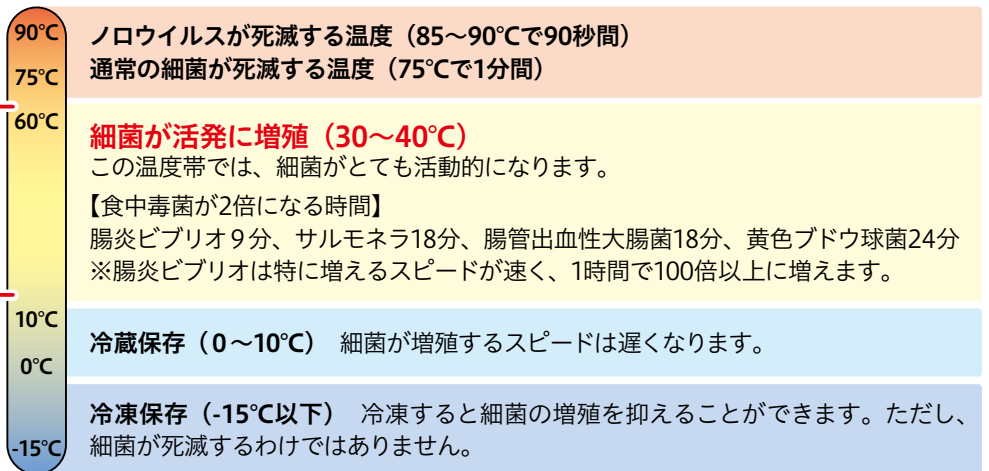 90℃
ノロウイルスが死滅する温度（85～90℃で90秒間）
75℃
通常の細菌が死滅する温度（75℃で1分間）
60℃
細菌が活発に増殖（30～40℃）
この温度帯では、細菌がとても活動的になります。
【食中毒菌が2倍になる時間】
腸炎ビブリオ９分、サルモネラ18分、腸管出血性大腸菌18分、黄色ブドウ球菌24分
※腸炎ビブリオは特に増えるスピードが速く、1時間で100倍以上に増えます。
10℃
冷蔵保存（０～10℃） 細菌が増殖するスピードは遅くなります。
0℃
冷凍保存（-15℃以下） 冷凍すると細菌の増殖を抑えることができます。ただし、
-15℃
細菌が死滅するわけではありません。